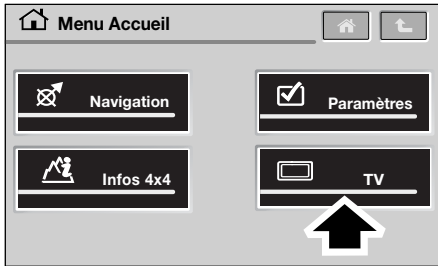 Menu Accueil
Navigation
Paramètres
Infos 4x4
TV